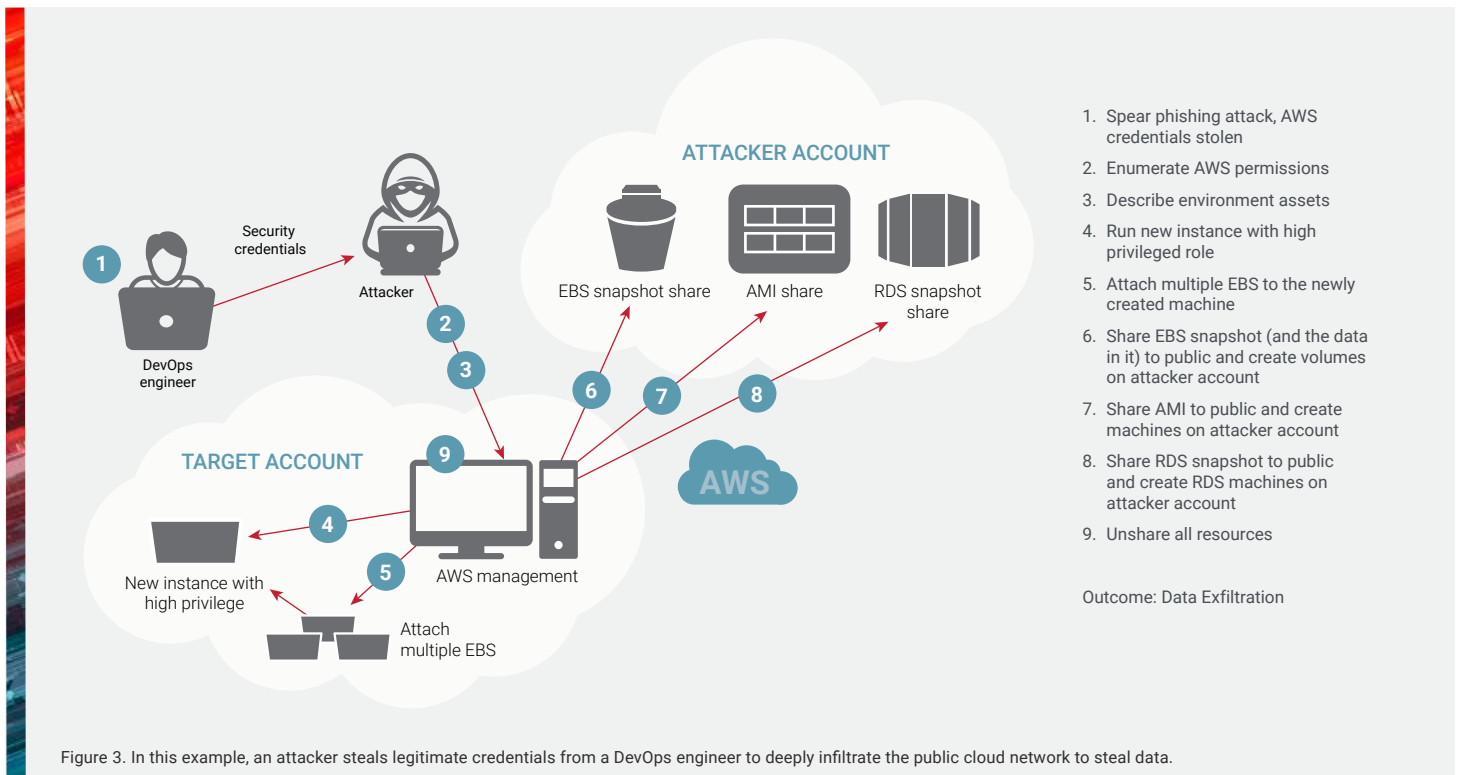 1
Security
credentials
Attacker
DevOps
engineer
2
3
ATTACKER ACCOUNT
EBS snapshot share
AMI share
RDS snapshot
share
6
7
8
AWS
TARGET ACCOUNT
9
AWS management
4
New instance with
high privilege
5
Attach
multiple EBS
1. Spear phishing attack, AWS
credentials stolen
2. Enumerate AWS permissions
3. Describe environment assets
4. Run new instance with high
privileged role
5. Attach multiple EBS to the newly
created machine
6. Share EBS snapshot (and the data
in it) to public and create volumes
on attacker account
7. Share AMI to public and create
machines on attacker account
8. Share RDS snapshot to public
and create RDS machines on
attacker account
9. Unshare all resources
Outcome: Data Exfiltration
Figure 3. In this example, an attacker steals legitimate credentials from a DevOps engineer to deeply infiltrate the public cloud network to steal data.